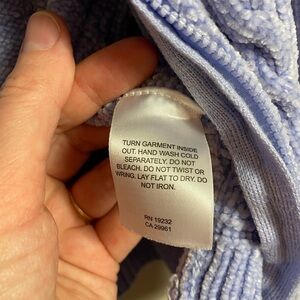 TURN GARMENT INSIDE
OUT. HAND WASH COLD
SEPARATELY. DO NOT
BLEACH. DO NOT TWIST OR
WRING. LAY FLAT TO DRY. DO
NOT IRON.
RN 19232
CA 29961